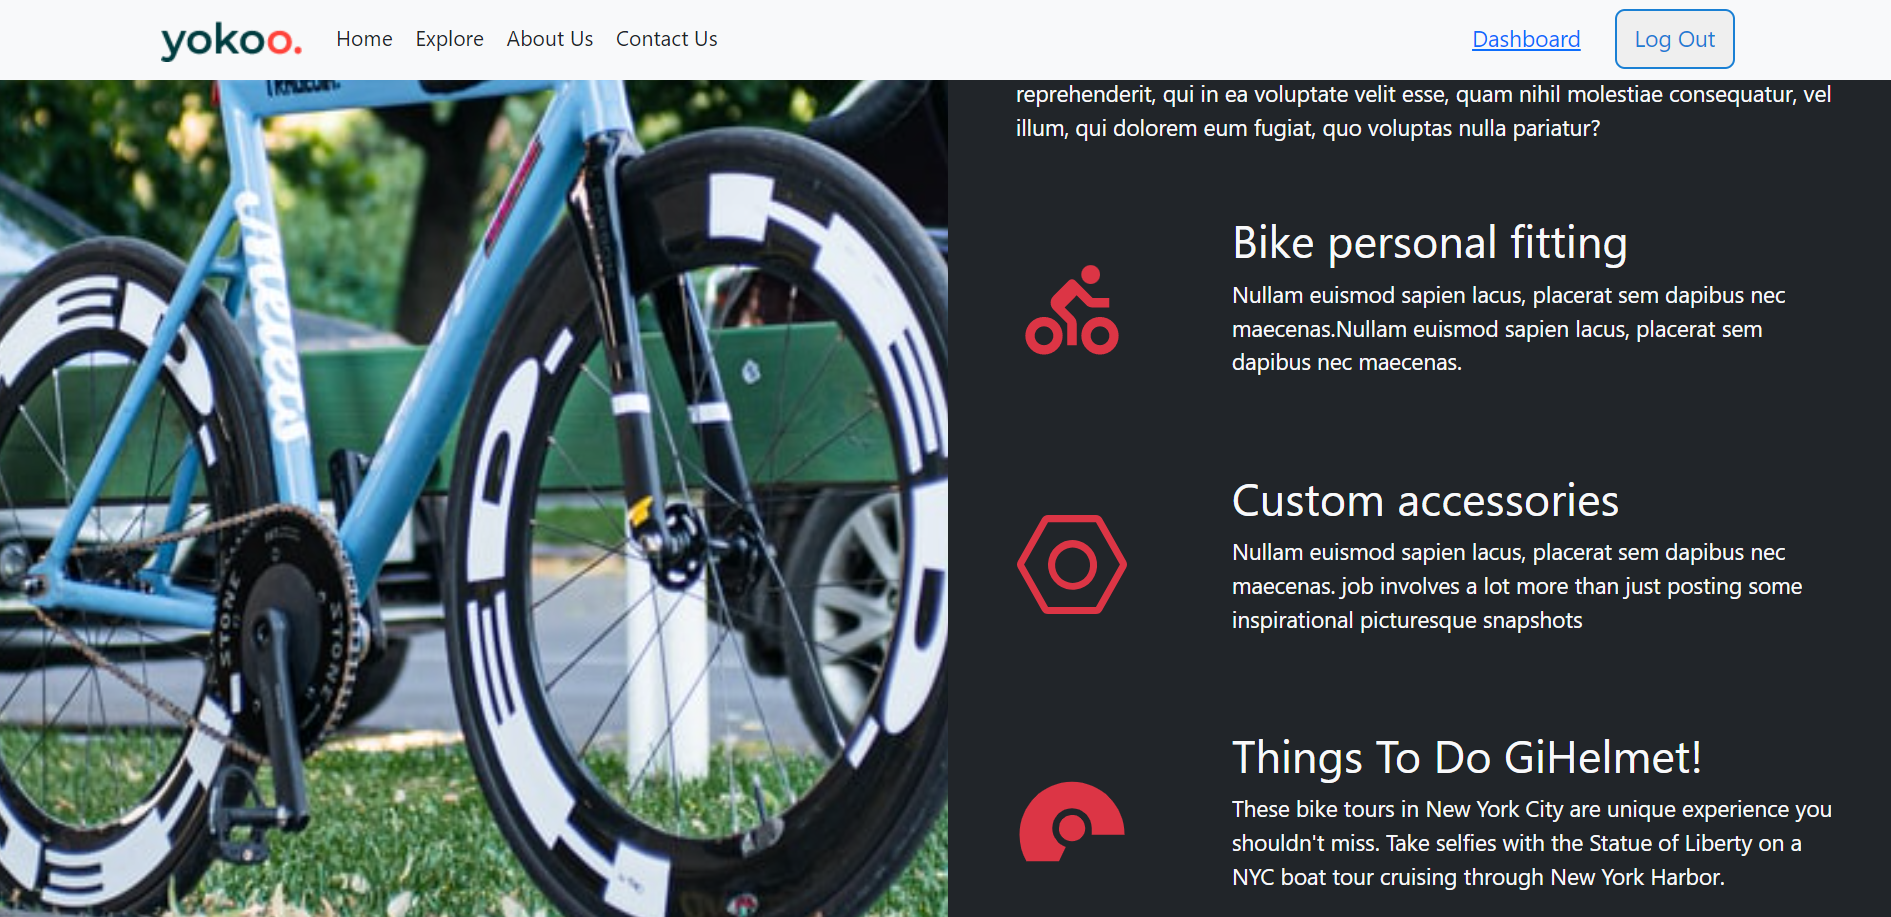 yokoo.
Home
Explore
About Us
Contact Us
Dashboard
Log Out
reprehenderit, qui in ea voluptate velit esse, quam nihil molestiae consequatur, vel
illum, qui dolorem eum fugiat, quo voluptas nulla pariatur?
Bike personal fitting
Nullam euismod sapien lacus, placerat sem dapibus nec
maecenas.Nullam euismod sapien lacus, placerat sem
dapibus nec maecenas.
Custom accessories
Nullam euismod sapien lacus, placerat sem dapibus nec
maecenas. job involves a lot more than just posting some
inspirational picturesque snapshots
Things To Do GiHelmet!
These bike tours in New York City are unique experience you
shouldn't miss. Take selfies with the Statue of Liberty on a
NYC boat tour cruising through New York Harbor.
STONE